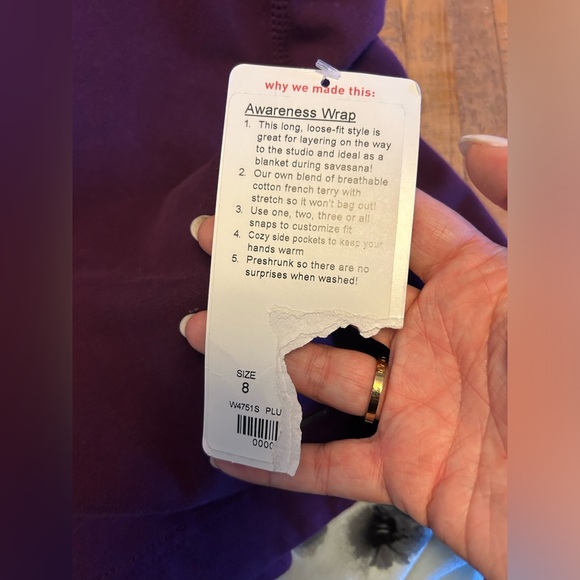 why we made this:
Awareness Wrap
1. This long, loose-fit style is
great for layering on the way
to the studio and ideal as a
blanket during savasana!
2. Our own blend of breathable
cotton french terry with
stretch so it won't bag out!
3. Use one, two, three or all
snaps to customize fit
4. Cozy side pockets to keep your
hands warm
5. Preshrunk so there are no
surprises when washed!
SIZE
8
W4751S PLU
0000